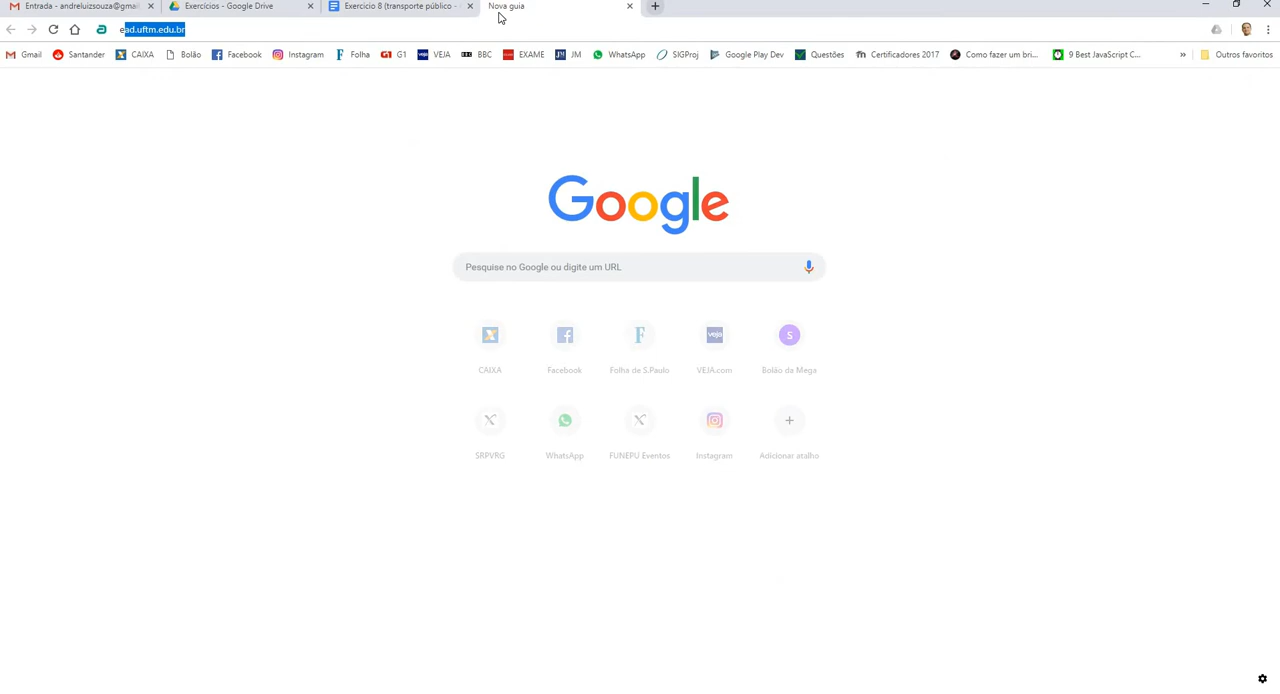 Entrada - andreluizsouza@gmail
Exercícios - Google Drive
Exercicio 8 (transporte público -
Nova guia
ead.uftm.edu.br
Gmail
Santander
CAIXA
Bolão
Facebook
Instagram
Folha
G1
VEJA
BBC
EXAME
JM
WhatsApp
SIGProj
Google Play Dev
Questões
Certificadores 2017
Como fazer um bri...
9 Best JavaScript C...
»
Outros favoritos
Google
Pesquise no Google ou digite um URL
CAIXA
Facebook
Folha de S.Paulo
VEJA.com
Bolão da Mega
SRPVRG
WhatsApp
FUNEPU Eventos
Instagram
Adicionar atalho